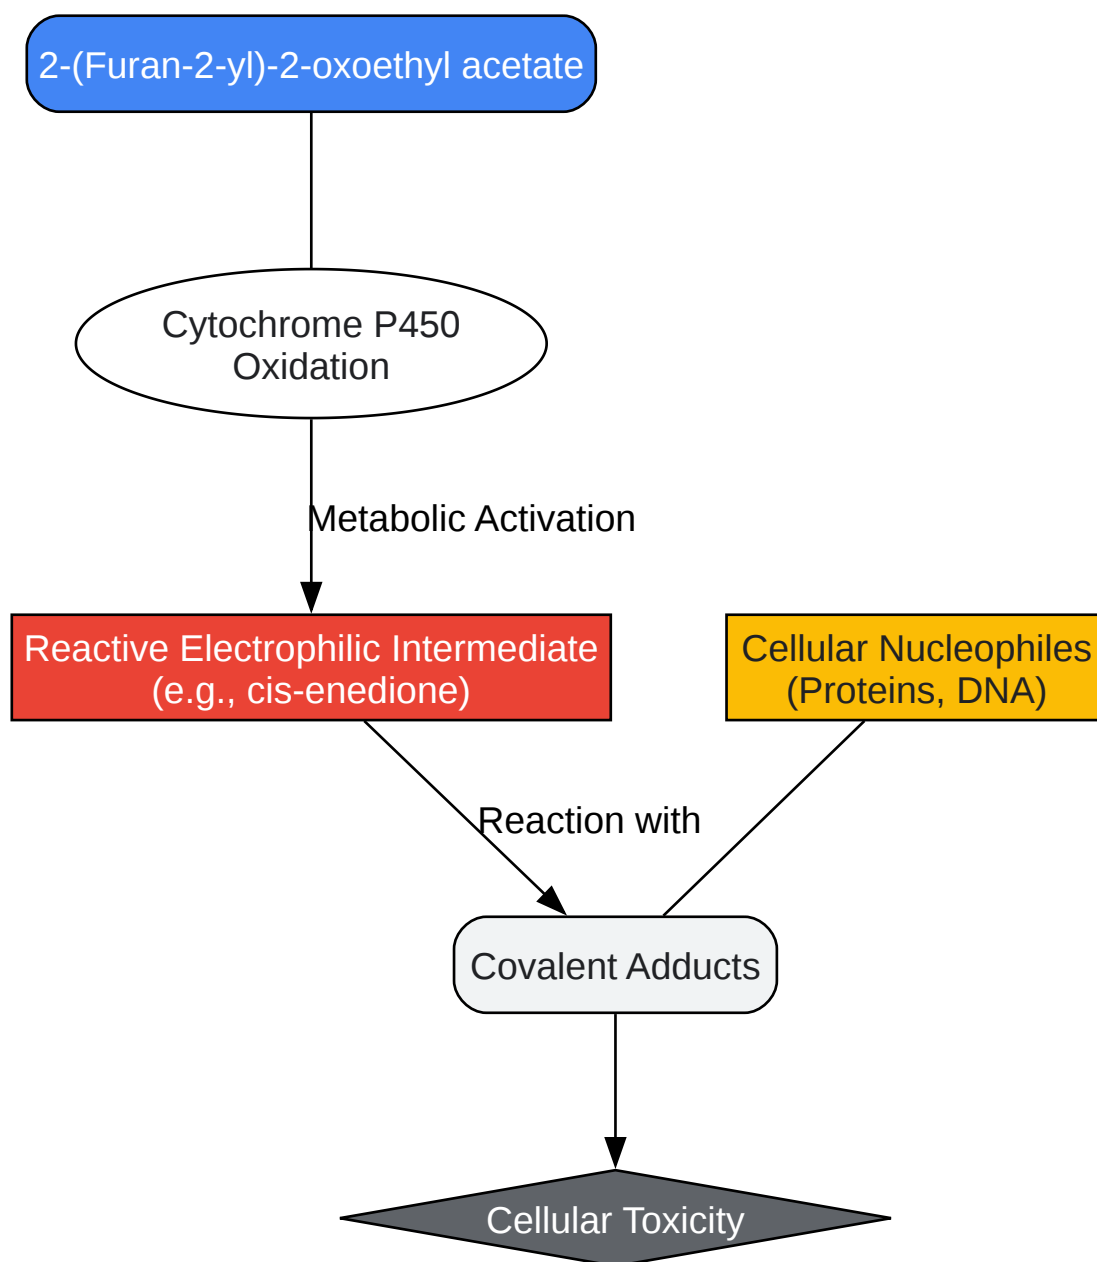 2-(Furan-2-yl)-2-oxoethyl acetate
Cytochrome P450
Oxidation
Metabolic Activation
Reactive Electrophilic Intermediate
(e.g., cis-enedione)
Cellular Nucleophiles
(Proteins, DNA)
Reaction with
Covalent Adducts
Cellular Toxicity